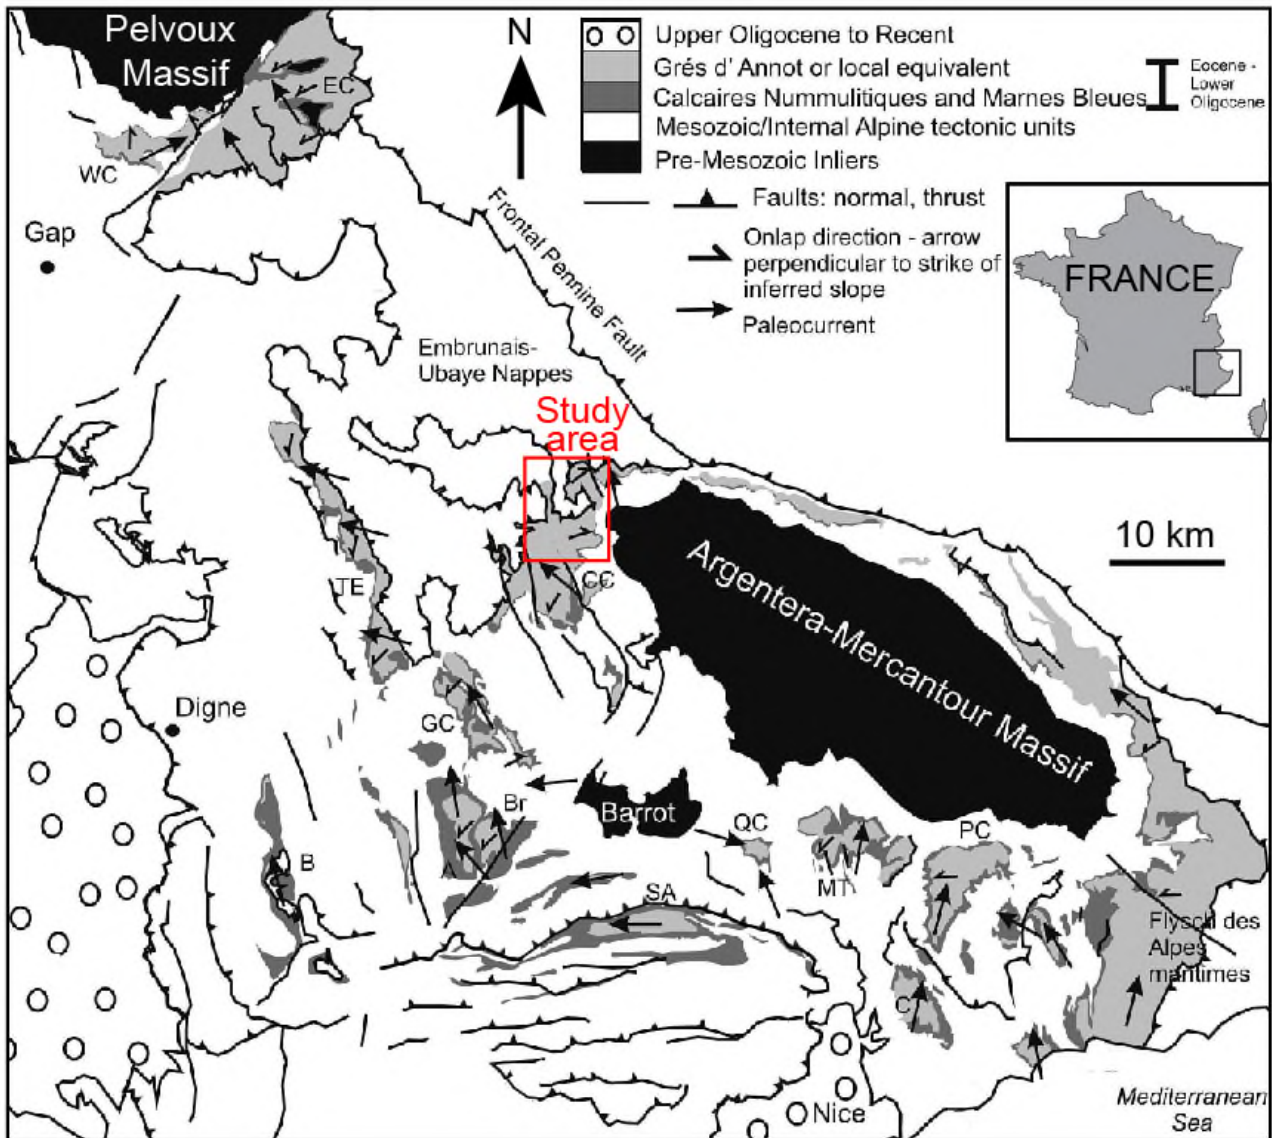 Pelvoux
Massif
N
Upper Oligocene to Recent
Grés d' Annot or local equivalent
Calcaires Nummulitiques and Marnes Bleues
Mesozoic/Internal Alpine tectonic units
Pre-Mesozoic Inliers
Eocene -
Lower
Oligocene
Faults: normal, thrust
Onlap direction - arrow
perpendicular to strike of
inferred slope
Paleocurrent
EC
WC
Gap
Frontal Pennine Fault
FRANCE
Embrunais-
Ubaye Nappes
Study
area
10 km
Argentera-Mercantour Massif
CC
TE
Digne
GC
Br
Barrot
QC
PC
A
B
MT
SA
Flysch des
Alpes
maritimes
C
Nice
Mediterranean
Sea